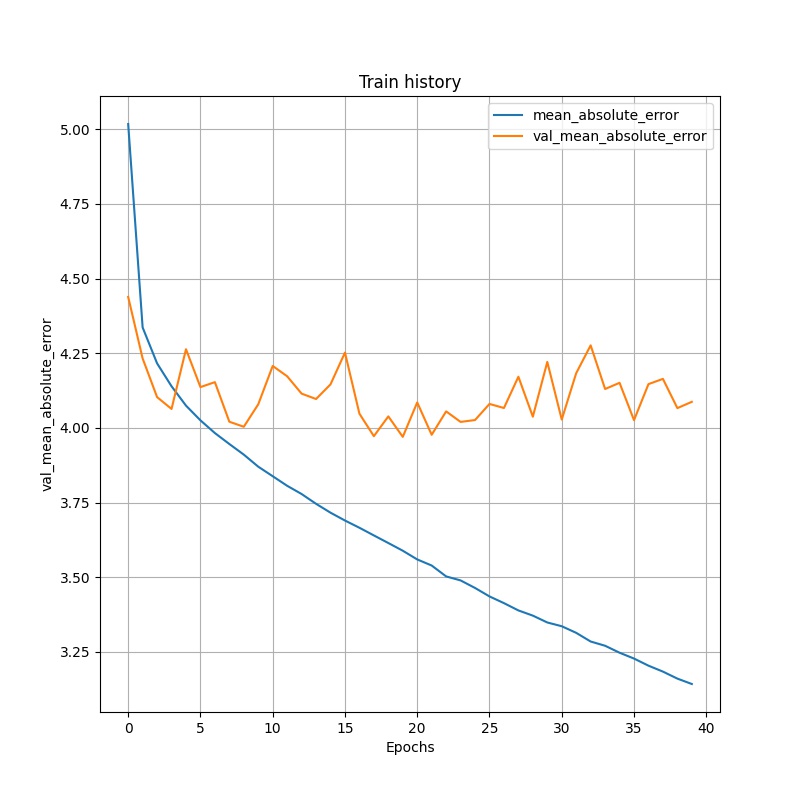 Train history
mean_absolute_error
val_mean_absolute_error
5.00
4.75
4.50
4.25
4.00
3.75
3.50
3.25
val_mean_absolute_error
0 5 10 15 20 25 30 35 40
Epochs